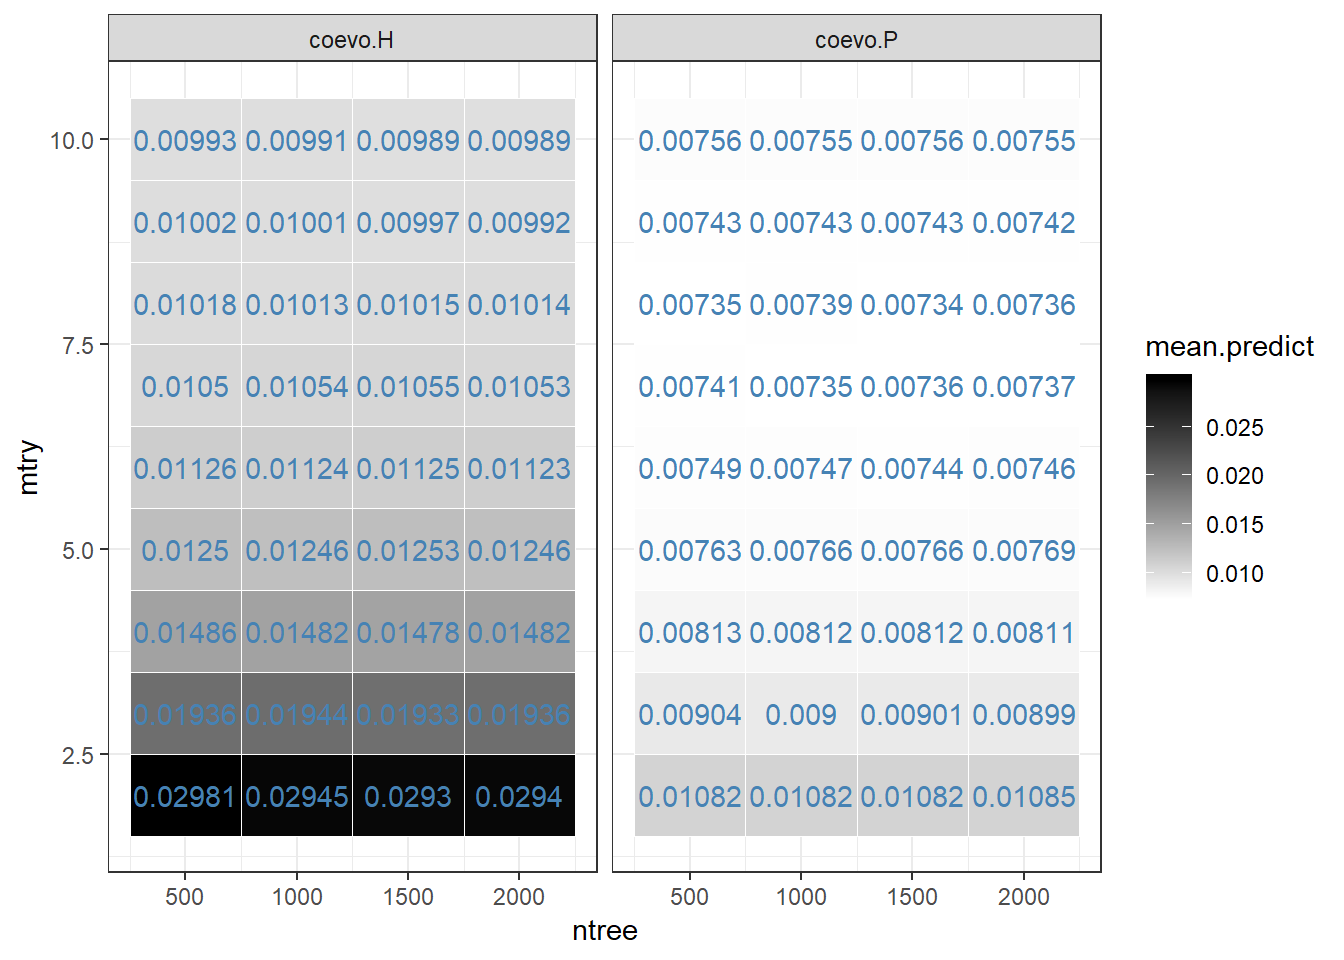 coevo.H coevo.P
10.0 0.00993 0.00991 0.00989 0.00989 0.00756 0.00755 0.00756 0.00755
0.01002 0.01001 0.00997 0.00992 0.00743 0.00743 0.00743 0.00742
0.01018 0.01013 0.01015 0.01014 0.00735 0.00739 0.00734 0.00736
7.5
0.0105 0.01054 0.01055 0.01053 0.00741 0.00735 0.00736 0.00737
0.01126 0.01124 0.01125 0.01123 0.00749 0.00747 0.00744 0.00746
5.0 0.0125 0.01246 0.01253 0.01246 0.00763 0.00766 0.00766 0.00769
0.01486 0.01482 0.01478 0.01482 0.00813 0.00812 0.00812 0.00811
0.01936 0.01944 0.01933 0.01936 0.00904 0.009 0.00901 0.00899
2.5
0.02981 0.02945 0.0293 0.0294 0.01082 0.01082 0.01082 0.01085
500 1000 1500 2000 500 1000 1500 2000
ntree
mtry
mean.predict
0.025
0.020
0.015
0.010